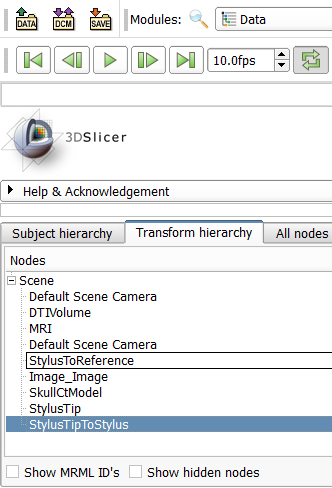 DATA DCM SAVE Modules: Data
10.0fps
3DSlicer
Help & Acknowledgement
Subject hierarchy Transform hierarchy All nodes
Nodes
Scene
Default Scene Camera
DTIVolume
MRI
Default Scene Camera
StylusToReference
Image_Image
SkullCtModel
StylusTip
StylusTipToStylus
Show MRML ID's Show hidden nodes